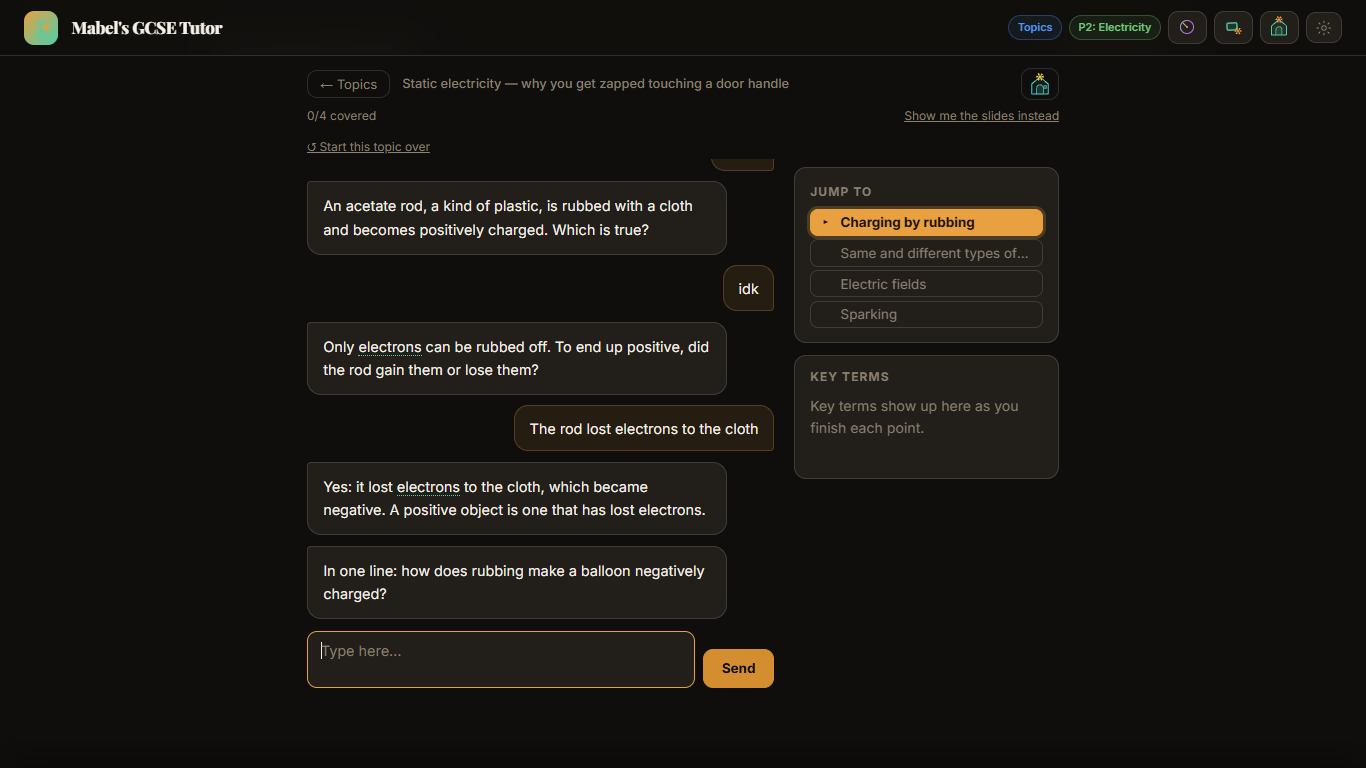 Mabel's GCSE Tutor
Topics
P2: Electricity
← Topics
Static electricity — why you get zapped touching a door handle
0/4 covered
Show me the slides instead
↺ Start this topic over
An acetate rod, a kind of plastic, is rubbed with a cloth
and becomes positively charged. Which is true?
idk
Only electrons can be rubbed off. To end up positive, did
the rod gain them or lose them?
The rod lost electrons to the cloth
Yes: it lost electrons to the cloth, which became
negative. A positive object is one that has lost electrons.
In one line: how does rubbing make a balloon negatively
charged?
Type here...
Send
JUMP TO
Charging by rubbing
Same and different types of...
Electric fields
Sparking
KEY TERMS
Key terms show up here as you
finish each point.